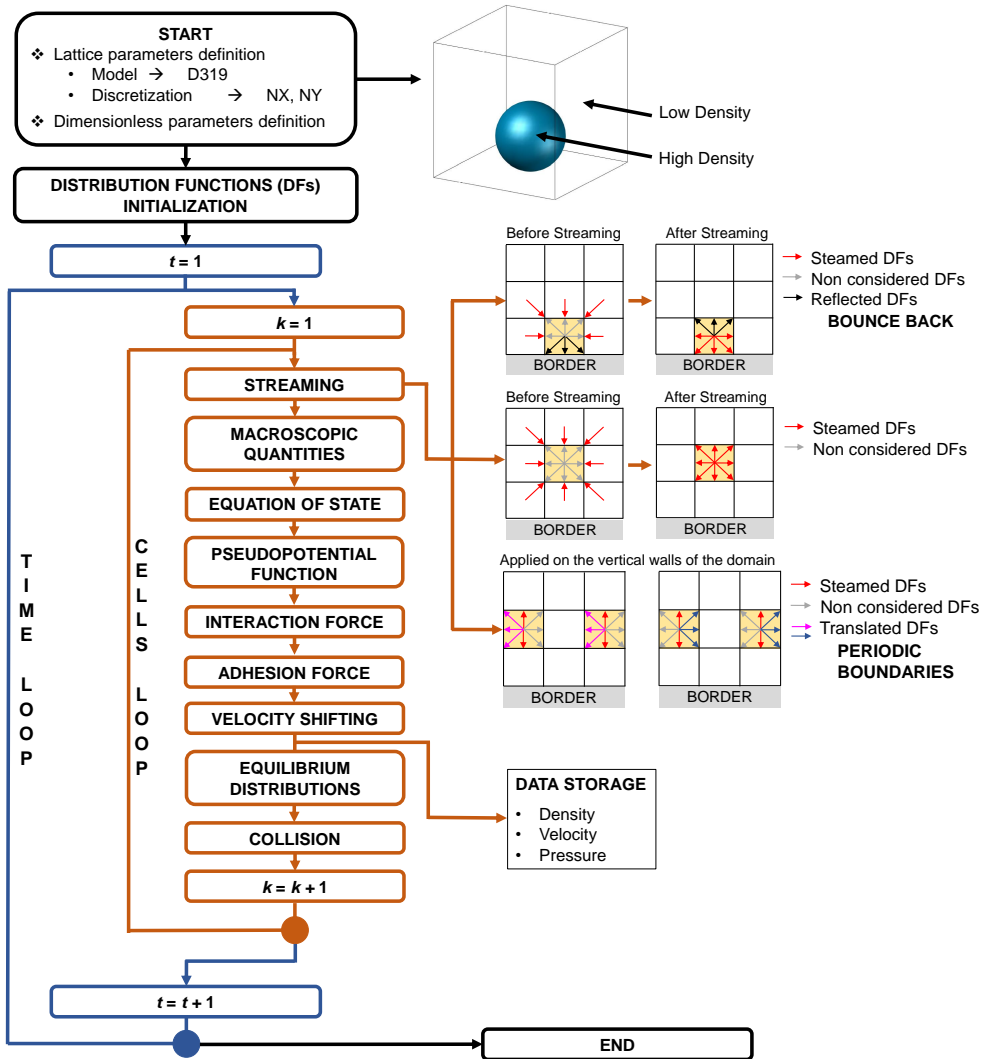 START
❖ Lattice parameters definition
• Model → D319
• Discretization → NX, NY
❖ Dimensionless parameters definition
Low Density
High Density
DISTRIBUTION FUNCTIONS (DFs)
INITIALIZATION
t = 1
k = 1
STREAMING
MACROSCOPIC
QUANTITIES
EQUATION OF STATE
PSEUDOPOTENTIAL
FUNCTION
INTERACTION FORCE
ADHESION FORCE
VELOCITY SHIFTING
EQUILIBRIUM
DISTRIBUTIONS
COLLISION
k = k + 1
t = t + 1
END
TIME LOOP
CELLS LOOP
Before Streaming
After Streaming
BORDER
BORDER
Steamed DFs
Non considered DFs
Reflected DFs
BOUNCE BACK
Before Streaming
After Streaming
BORDER
BORDER
Steamed DFs
Non considered DFs
Applied on the vertical walls of the domain
BORDER
BORDER
Steamed DFs
Non considered DFs
Translated DFs
PERIODIC
BOUNDARIES
DATA STORAGE
• Density
• Velocity
• Pressure